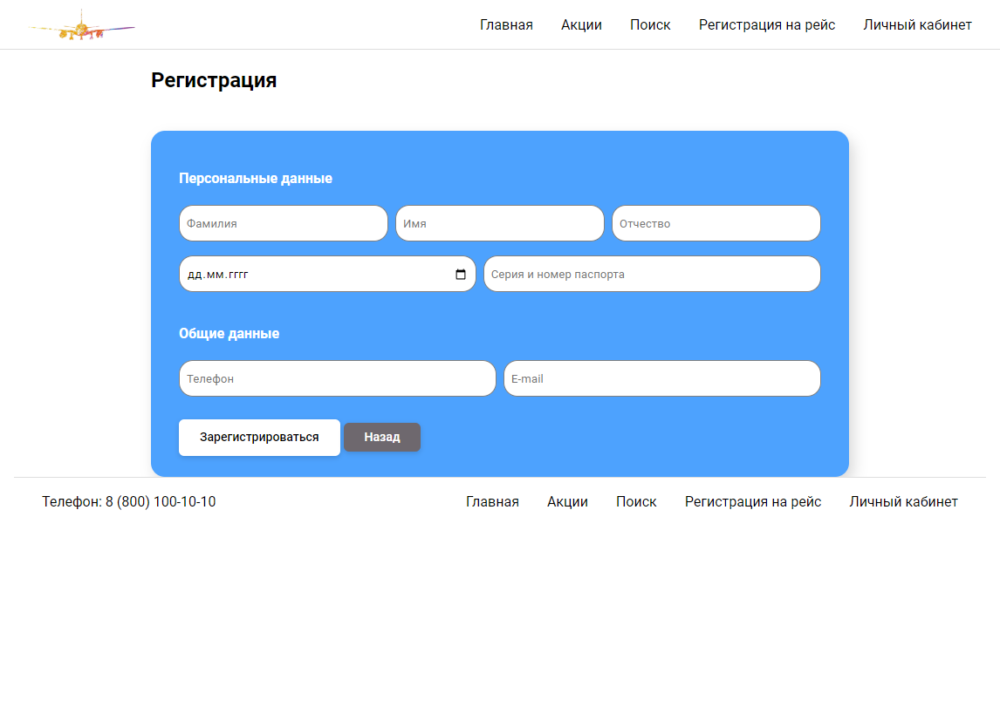 Главная Акции Поиск Регистрация на рейс Личный кабинет
Регистрация
Персональные данные
Фамилия Имя Отчество
дд.мм.гггг Серия и номер паспорта
Общие данные
Телефон E-mail
Зарегистрироваться Назад
Телефон: 8 (800) 100-10-10 Главная Акции Поиск Регистрация на рейс Личный кабинет